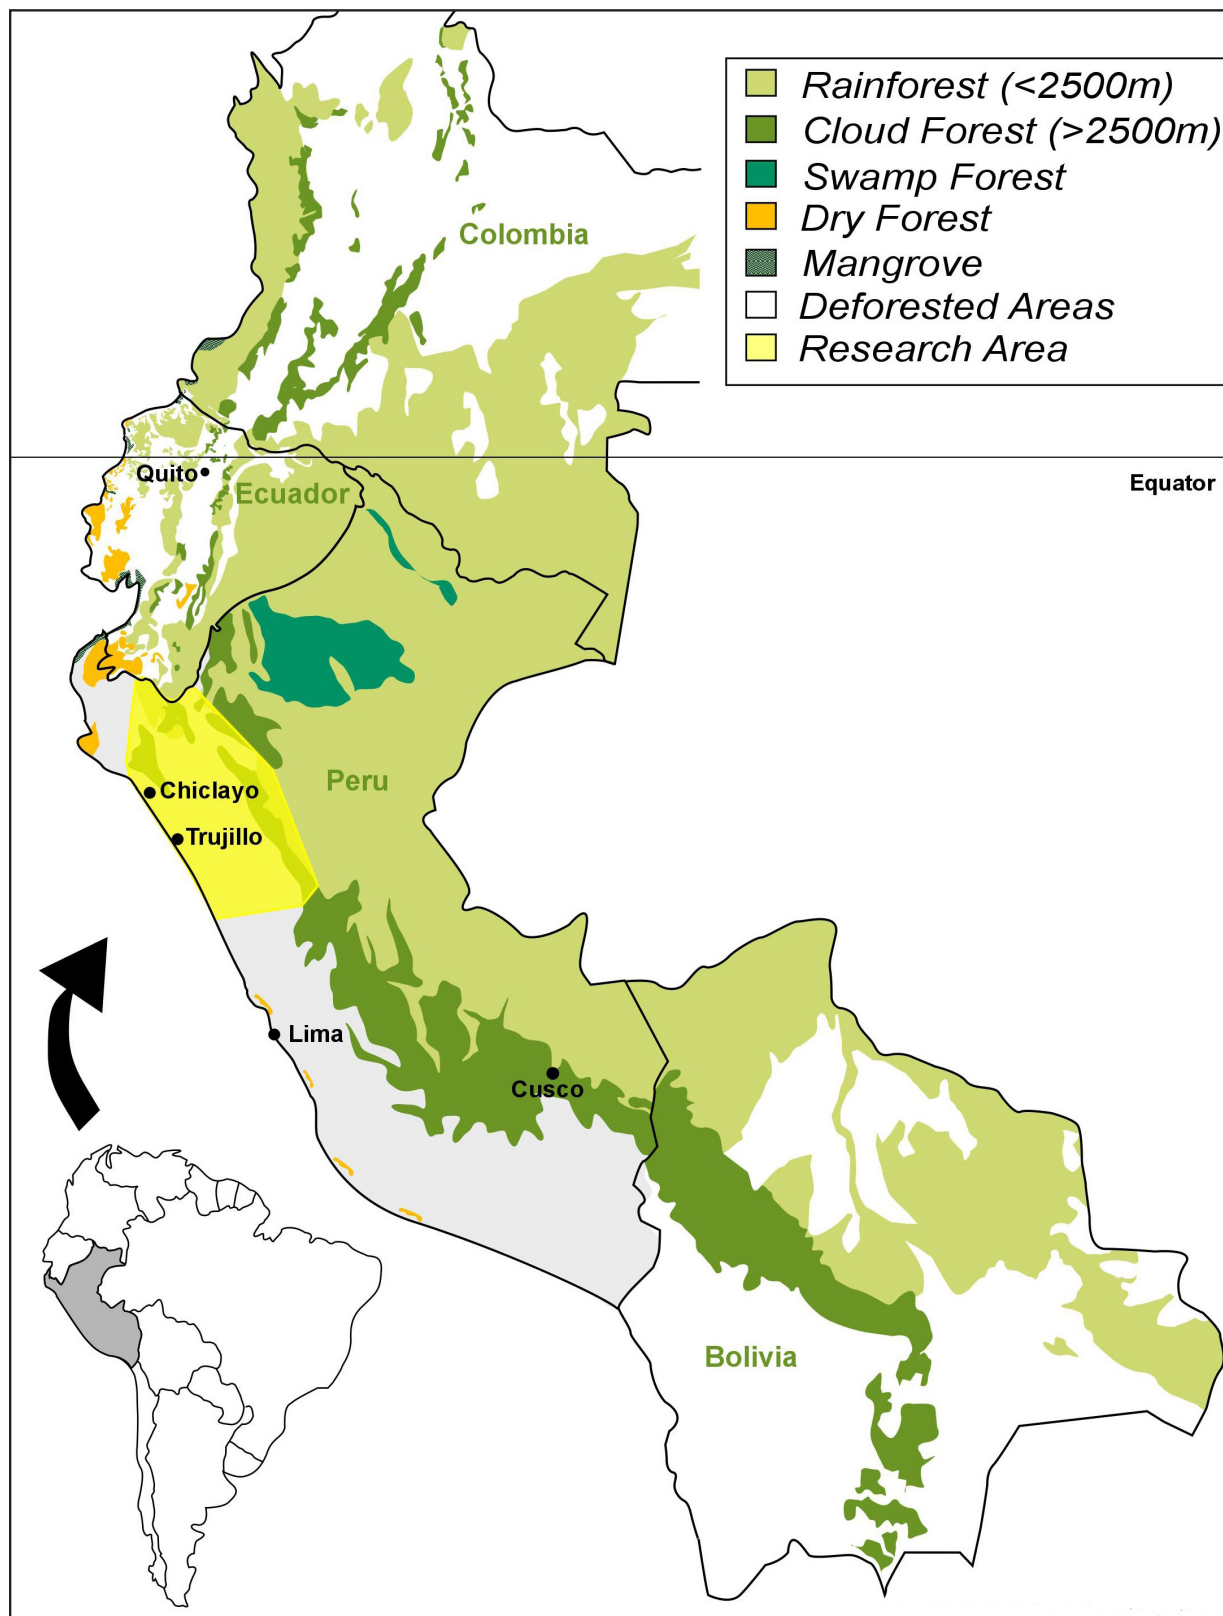 Rainforest (<2500m)
Cloud Forest (>2500m)
Swamp Forest
Dry Forest
Mangrove
Deforested Areas
Research Area
Colombia
Quito
Ecuador
Equator
Peru
Chiclayo
Trujillo
Lima
Cusco
Bolivia